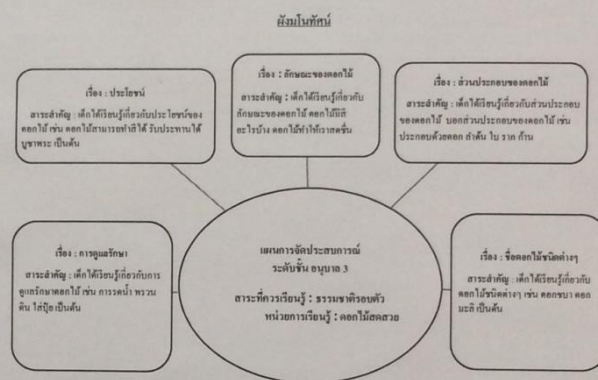 ผังมโนทัศน์
เรื่อง : ประโยชน์
สาระสำคัญ : เด็กได้เรียนรู้เกี่ยวกับประโยชน์ของ
ดอกไม้ เช่น ดอกไม้สามารถทำสีได้ รับประทานได้
บูชาพระ เป็นต้น
เรื่อง : ลักษณะของดอกไม้
สาระสำคัญ : เด็กได้เรียนรู้เกี่ยวกับ
ลักษณะของดอกไม้ ดอกไม้มีสี
อะไรบ้าง ดอกไม้ทำให้เราสดชื่น
เรื่อง : ส่วนประกอบของดอกไม้
สาระสำคัญ : เด็กได้เรียนรู้เกี่ยวกับส่วนประกอบ
ของดอกไม้ บอกส่วนประกอบของดอกไม้ เช่น
ประกอบด้วยดอก ลำต้น ใบ ราก ก้าน
เรื่อง : การดูแลรักษา
สาระสำคัญ : เด็กได้เรียนรู้เกี่ยวกับการ
ดูแลรักษาดอกไม้ เช่น การรดน้ำ พรวน
ดิน ใส่ปุ๋ย เป็นต้น
แผนการจัดประสบการณ์
ระดับชั้น อนุบาล 3
สาระที่ควรเรียนรู้ : ธรรมชาติรอบตัว
หน่วยการเรียนรู้ : ดอกไม้สดสวย
เรื่อง : ชื่อดอกไม้ชนิดต่างๆ
สาระสำคัญ : เด็กได้เรียนรู้เกี่ยวกับ
ดอกไม้ชนิดต่างๆ เช่น ดอกชบา ดอก
มะลิ เป็นต้น